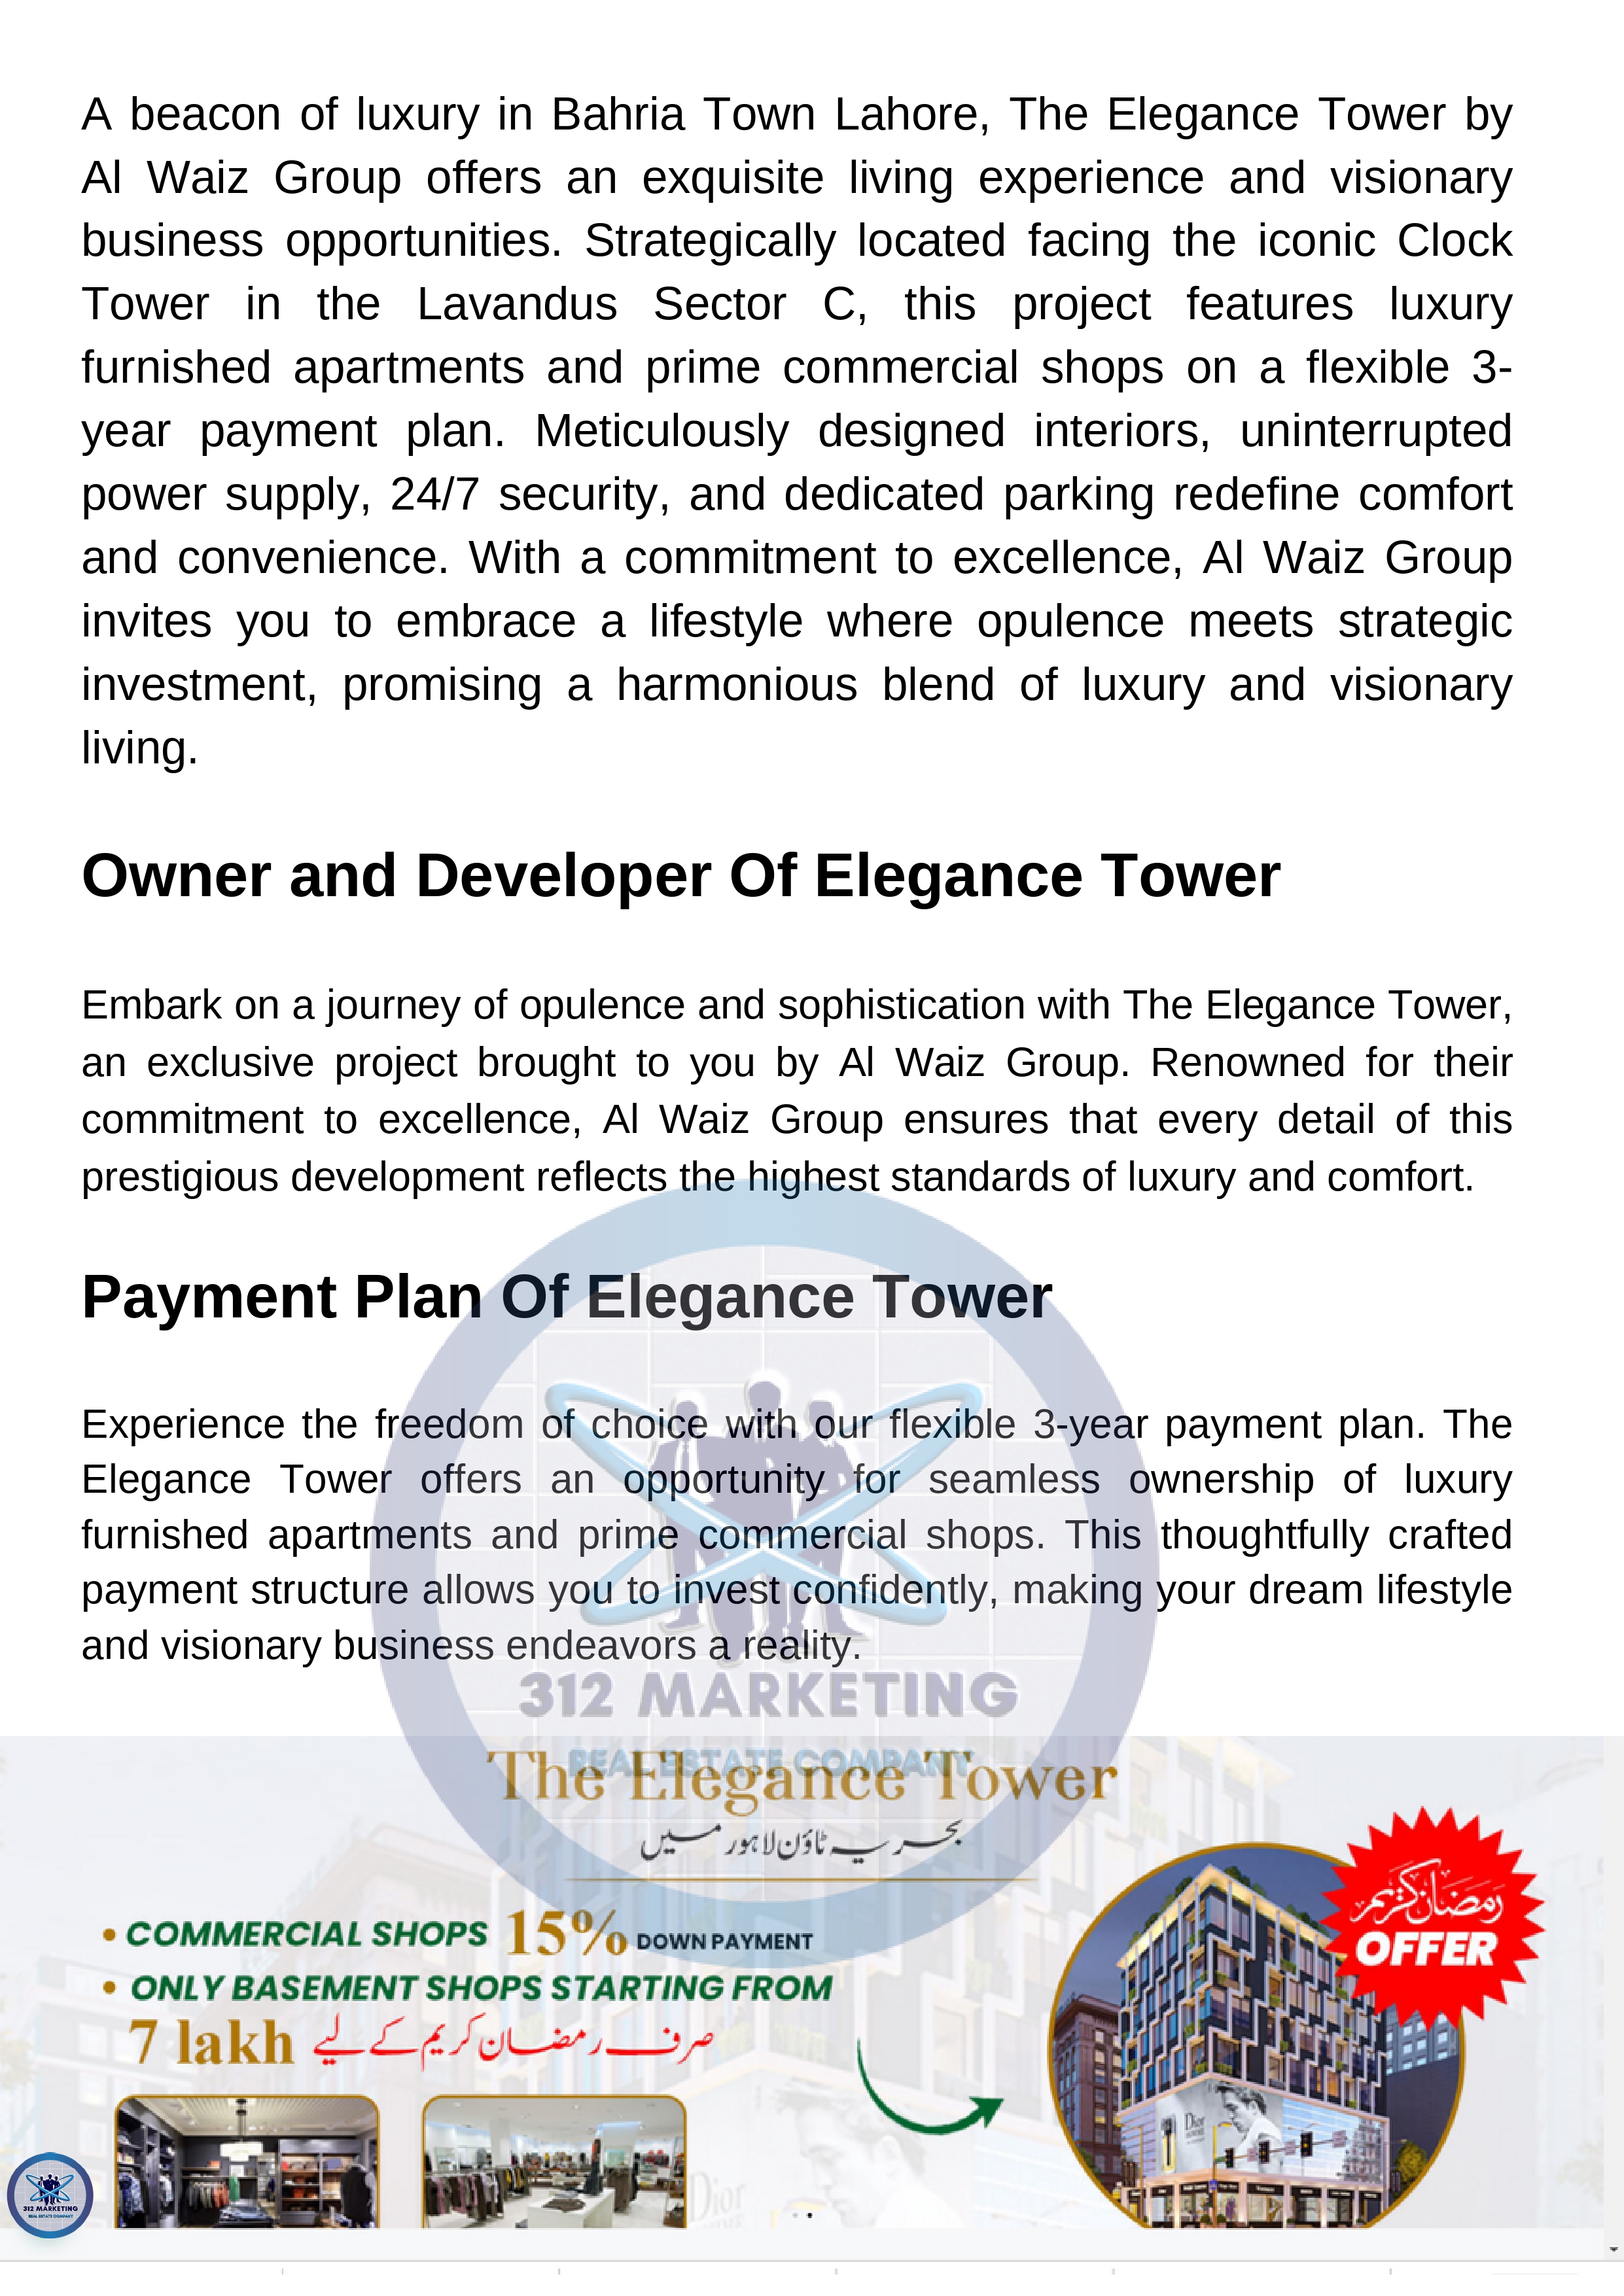 A beacon of luxury in Bahria Town Lahore, The Elegance Tower by
Al Waiz Group offers an exquisite living experience and visionary
business opportunities. Strategically located facing the iconic Clock
Tower in the Lavandus Sector C, this project features luxury
furnished apartments and prime commercial shops on a flexible 3-
year payment plan. Meticulously designed interiors, uninterrupted
power supply, 24/7 security, and dedicated parking redefine comfort
and convenience. With a commitment to excellence, Al Waiz Group
invites you to embrace a lifestyle where opulence meets strategic
investment, promising a harmonious blend of luxury and visionary
living.
Owner and Developer Of Elegance Tower
Embark on a journey of opulence and sophistication with The Elegance Tower,
an exclusive project brought to you by Al Waiz Group. Renowned for their
commitment to excellence, Al Waiz Group ensures that every detail of this
prestigious development reflects the highest standards of luxury and comfort.
Payment Plan Of Elegance Tower
Experience the freedom of choice with our flexible 3-year payment plan. The
Elegance Tower offers an opportunity for seamless ownership of luxury
furnished apartments and prime commercial shops. This thoughtfully crafted
payment structure allows you to invest confidently, making your dream lifestyle
and visionary business endeavors a reality.
312 MARKETING
REAL ESTATE COMPANY
The Elegance Tower
بحریہ ٹاؤن لاہور میں
رمضان کریم
OFFER
• COMMERCIAL SHOPS 15% DOWN PAYMENT
• ONLY BASEMENT SHOPS STARTING FROM
7 lakh صرف رمضان کریم کے لیے
Dior
Dior
312 MARKETING
REAL ESTATE COMPANY